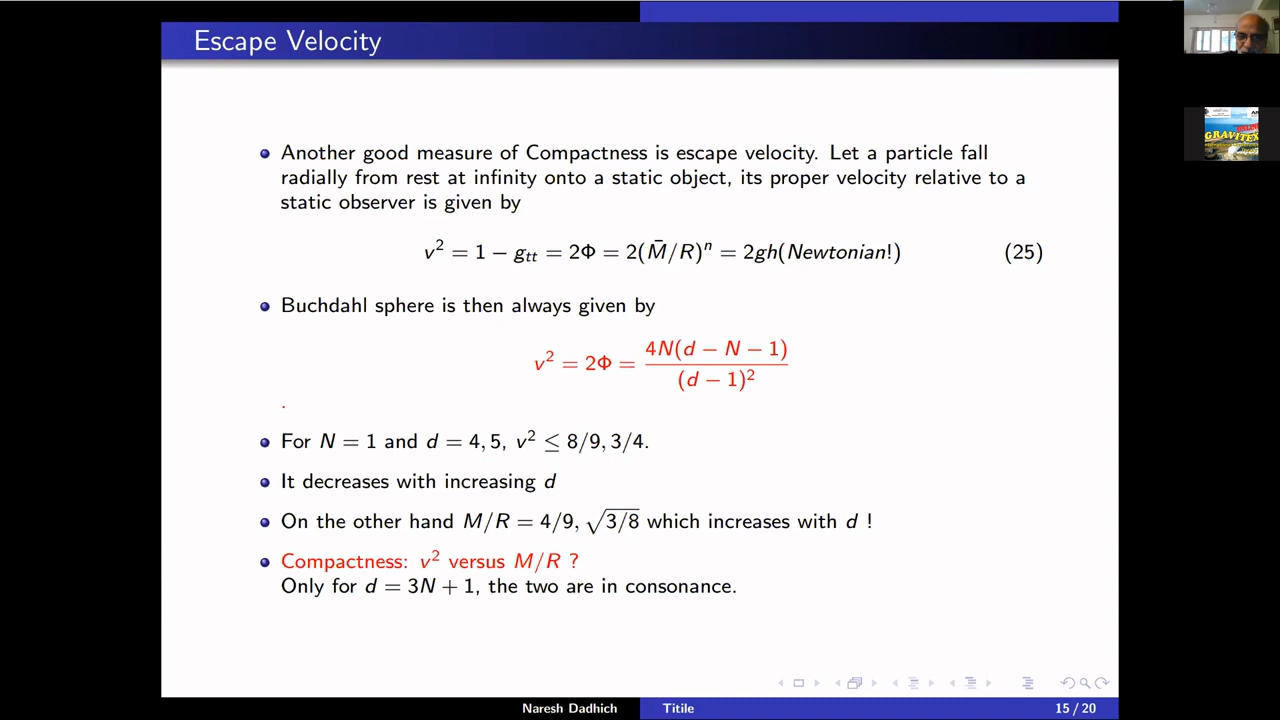 Escape Velocity
Another good measure of Compactness is escape velocity. Let a particle fall
radially from rest at infinity onto a static object, its proper velocity relative to a
static observer is given by
v² = 1 − g_tt = 2Φ = 2(M̄/R)ⁿ = 2gh(Newtonian!) (25)
Buchdahl sphere is then always given by
v² = 2Φ = 4N(d − N − 1) / (d − 1)²
.
For N = 1 and d = 4, 5, v² ≤ 8/9, 3/4.
It decreases with increasing d
On the other hand M/R = 4/9, √3/8 which increases with d !
Compactness: v² versus M/R ?
Only for d = 3N + 1, the two are in consonance.
Naresh Dadhich Titile 15 / 20